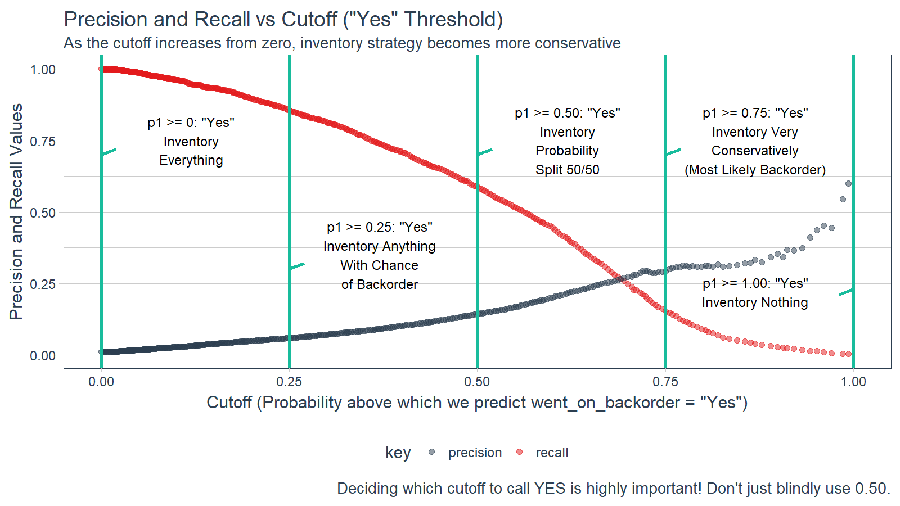 Precision and Recall vs Cutoff ("Yes" Threshold)
As the cutoff increases from zero, inventory strategy becomes more conservative
Precision and Recall Values
1.00
0.75
0.50
0.25
0.00
p1 >= 0: "Yes"
Inventory
Everything
p1 >= 0.25: "Yes"
Inventory Anything
With Chance
of Backorder
p1 >= 0.50: "Yes"
Inventory
Probability
Split 50/50
p1 >= 0.75: "Yes"
Inventory Very
Conservatively
(Most Likely Backorder)
p1 >= 1.00: "Yes"
Inventory Nothing
0.00 0.25 0.50 0.75 1.00
Cutoff (Probability above which we predict went_on_backorder = "Yes")
key precision recall
Deciding which cutoff to call YES is highly important! Don't just blindly use 0.50.